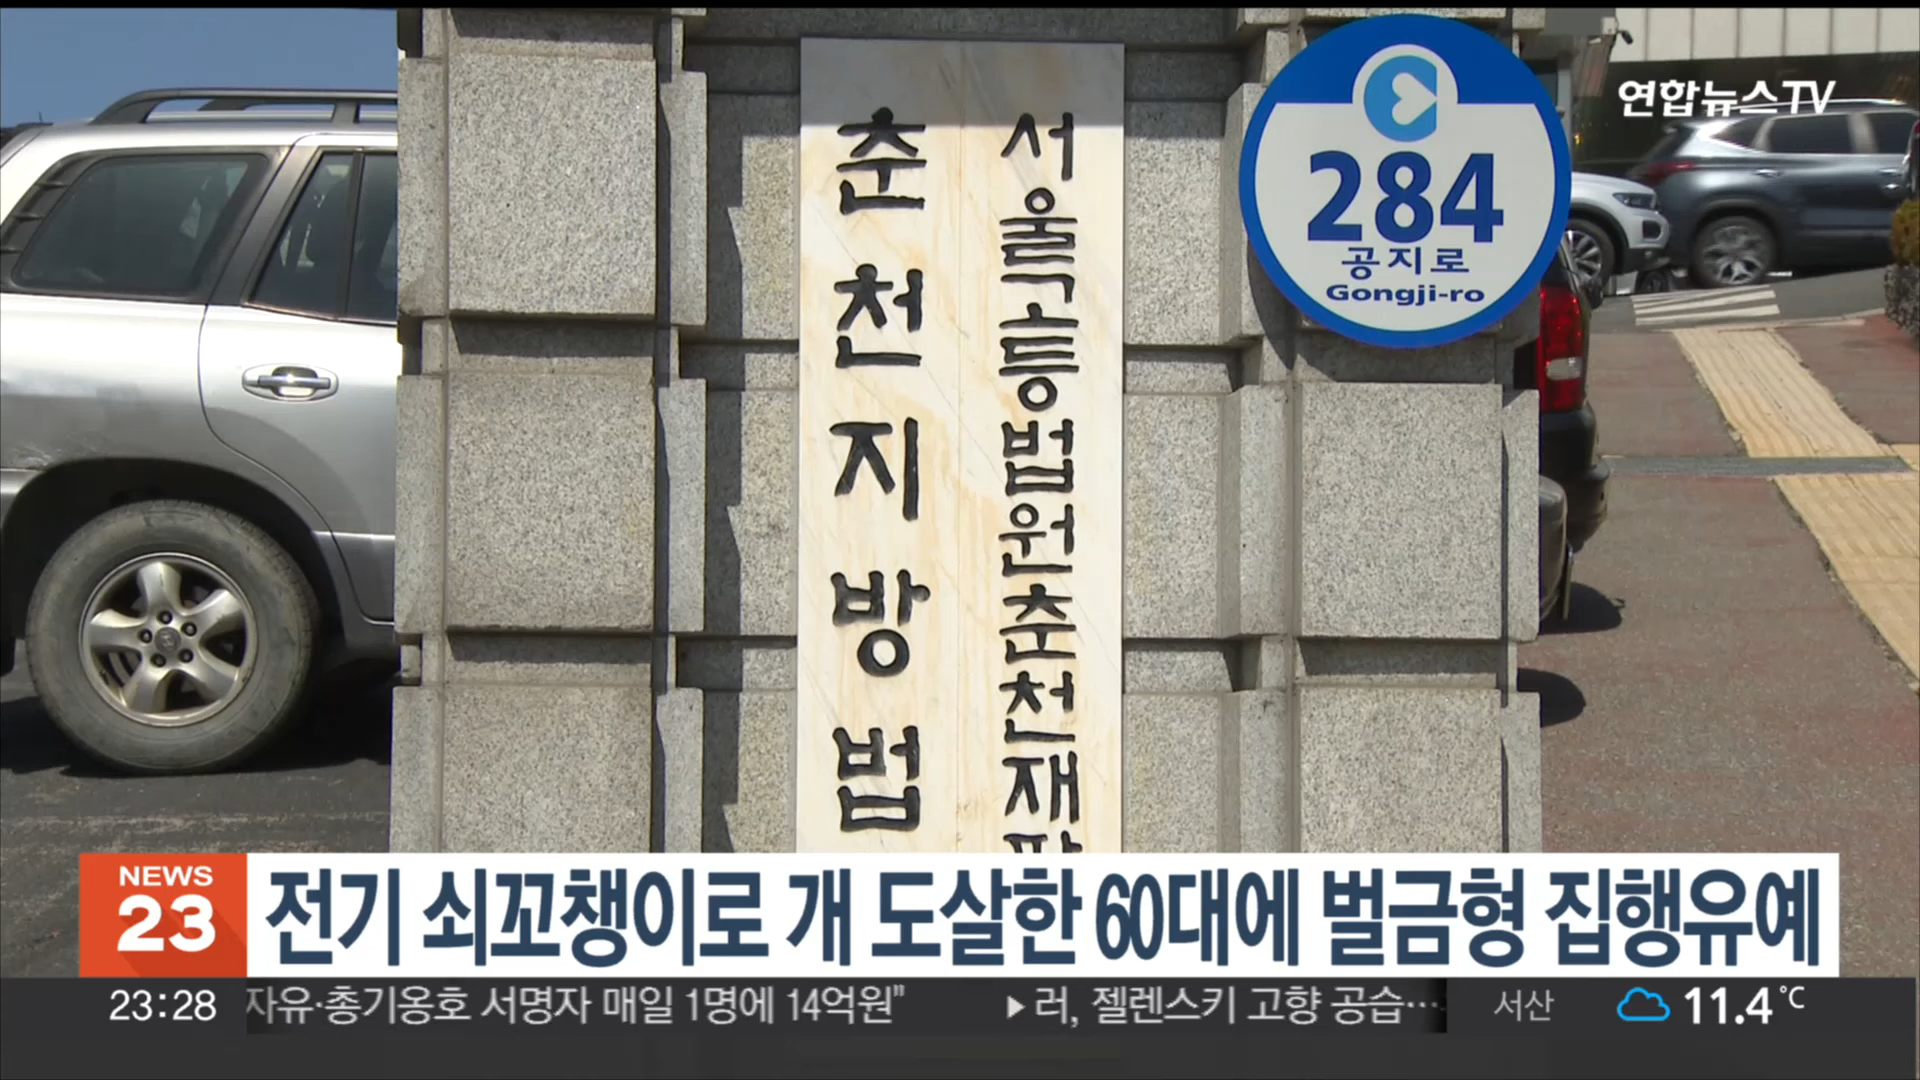 연합뉴스TV
284
공지로
Gongji-ro
춘천지방법
서울고등법원춘천재판
NEWS
23
전기 쇠꼬챙이로 개 도살한 60대에 벌금형 집행유예
23:28
자유·총기옹호 서명자 매일 1명에 14억원"
▶러, 젤렌스키 고향 공습…
서산
11.4℃